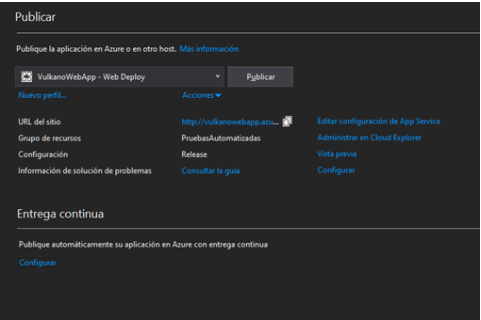 Publicar
Publique la aplicación en Azure o en otro host. Más información
VulkanoWebApp - Web Deploy Publicar
Nuevo perfil... Acciones
URL del sitio http://vulkanowebapp.azu... Editar configuración de App Service
Grupo de recursos PruebasAutomatizadas Administrar en Cloud Explorer
Configuración Release Vista previa
Información de solución de problemas Consultar la guía Configurar
Entrega continua
Publique automáticamente su aplicación en Azure con entrega continua
Configurar